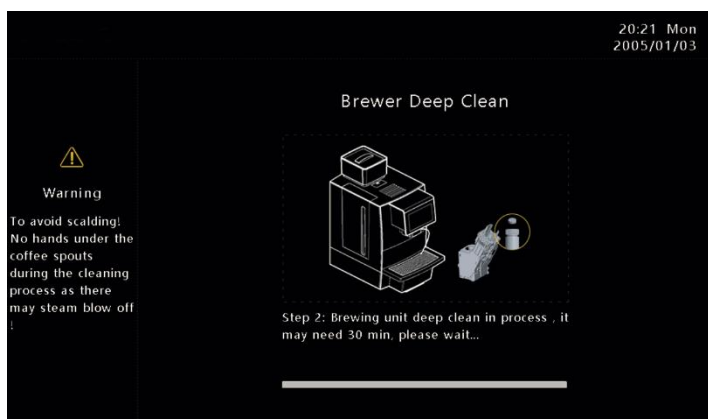 20:21 Mon
2005/01/03
Brewer Deep Clean
Warning
To avoid scalding!
No hands under the
coffee spouts
during the cleaning
process as there
may steam blow off
!
Step 2: Brewing unit deep clean in process , it
may need 30 min, please wait...